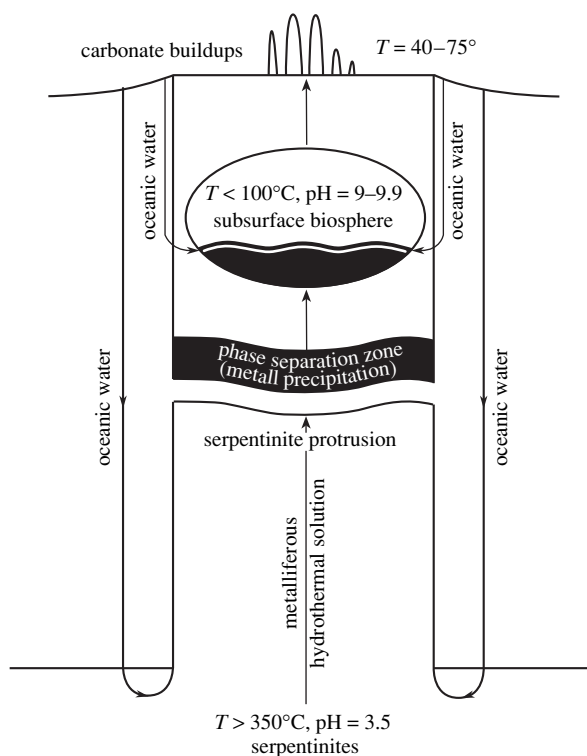 carbonate buildups
T = 40–75°
oceanic water
oceanic water
T < 100°C, pH = 9–9.9
subsurface biosphere
phase separation zone
(metall precipitation)
oceanic water
oceanic water
serpentinite protrusion
metalliferous
hydrothermal solution
T > 350°C, pH = 3.5
serpentinites